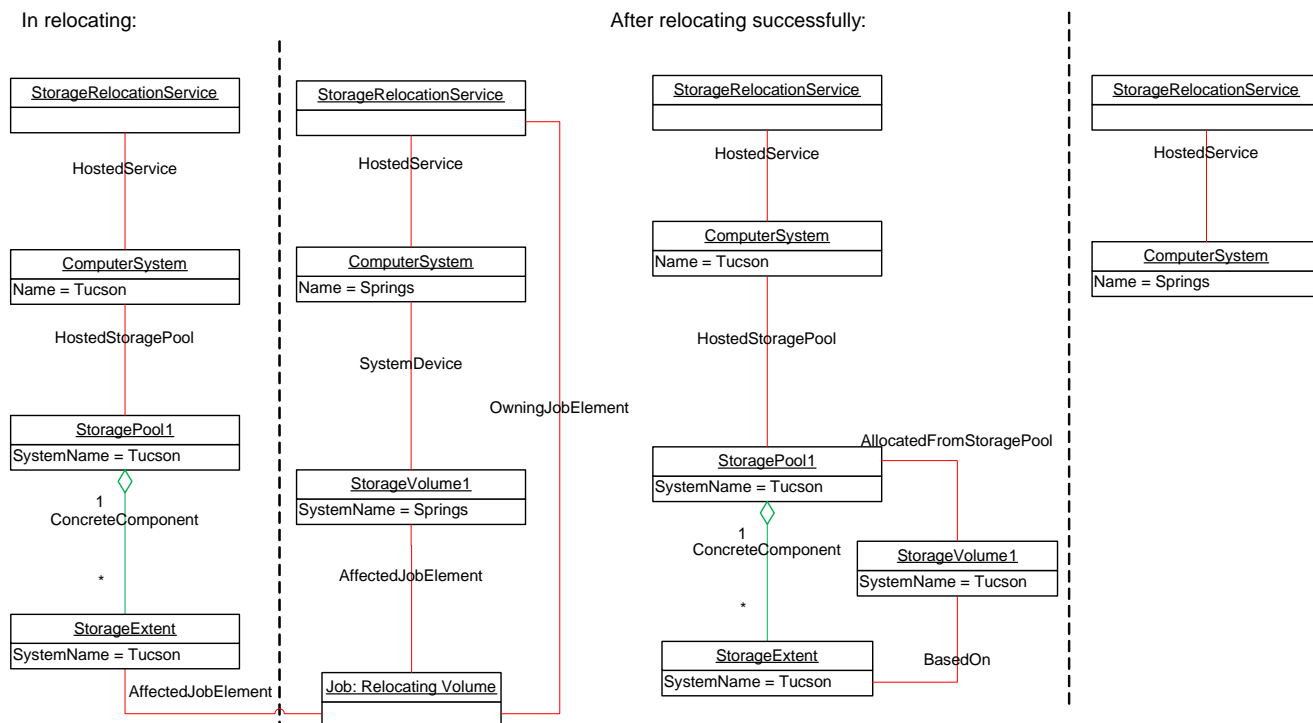 In relocating:
StorageRelocationService
HostedService
ComputerSystem
Name = Tucson
HostedStoragePool
StoragePool1
SystemName = Tucson
1
ConcreteComponent
*
StorageExtent
SystemName = Tucson
AffectedJobElement
StorageRelocationService
HostedService
ComputerSystem
Name = Springs
SystemDevice
OwningJobElement
StorageVolume1
SystemName = Springs
AffectedJobElement
Job: Relocating Volume
After relocating successfully:
StorageRelocationService
HostedService
ComputerSystem
Name = Tucson
HostedStoragePool
AllocatedFromStoragePool
StoragePool1
SystemName = Tucson
1
ConcreteComponent
*
StorageVolume1
SystemName = Tucson
BasedOn
StorageExtent
SystemName = Tucson
StorageRelocationService
HostedService
ComputerSystem
Name = Springs